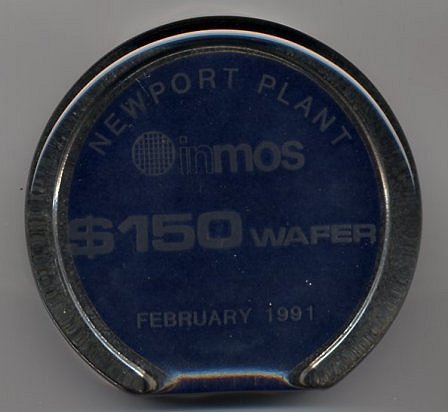 NEWPORT PLANT
inmos
$150 WAFER
FEBRUARY 1991